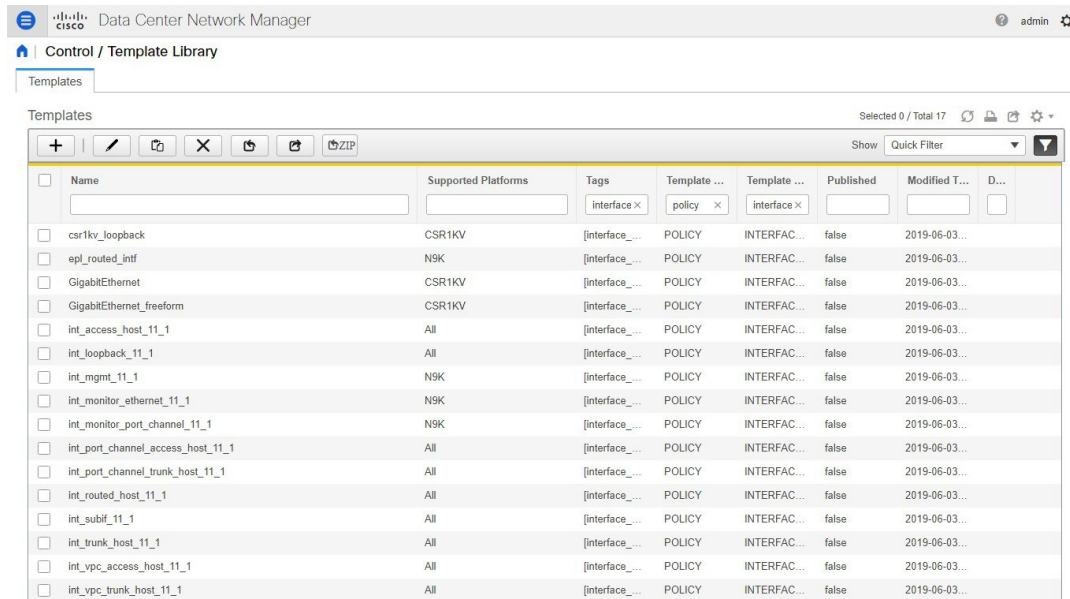 cisco Data Center Network Manager admin
Control / Template Library
Templates
Templates Selected 0 / Total 17
ZIP Show Quick Filter
Name Supported Platforms Tags Template ... Template ... Published Modified T... D...
interface × policy × interface ×
csr1kv_loopback CSR1KV [interface_... POLICY INTERFAC... false 2019-06-03...
epl_routed_intf N9K [interface_... POLICY INTERFAC... false 2019-06-03...
GigabitEthernet CSR1KV [interface_... POLICY INTERFAC... false 2019-06-03...
GigabitEthernet_freeform CSR1KV [interface_... POLICY INTERFAC... false 2019-06-03...
int_access_host_11_1 All [interface_... POLICY INTERFAC... false 2019-06-03...
int_loopback_11_1 All [interface_... POLICY INTERFAC... false 2019-06-03...
int_mgmt_11_1 N9K [interface_... POLICY INTERFAC... false 2019-06-03...
int_monitor_ethernet_11_1 N9K [interface_... POLICY INTERFAC... false 2019-06-03...
int_monitor_port_channel_11_1 N9K [interface_... POLICY INTERFAC... false 2019-06-03...
int_port_channel_access_host_11_1 All [interface_... POLICY INTERFAC... false 2019-06-03...
int_port_channel_trunk_host_11_1 All [interface_... POLICY INTERFAC... false 2019-06-03...
int_routed_host_11_1 All [interface_... POLICY INTERFAC... false 2019-06-03...
int_subif_11_1 All [interface_... POLICY INTERFAC... false 2019-06-03...
int_trunk_host_11_1 All [interface_... POLICY INTERFAC... false 2019-06-03...
int_vpc_access_host_11_1 All [interface_... POLICY INTERFAC... false 2019-06-03...
int_vpc_trunk_host_11_1 All [interface_... POLICY INTERFAC... false 2019-06-03...